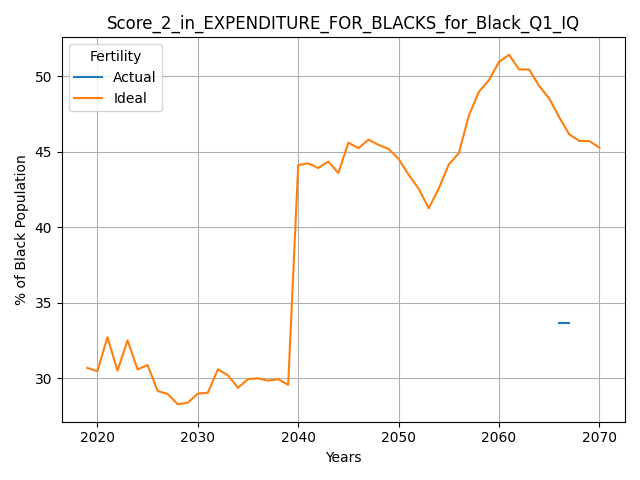 Score_2_in_EXPENDITURE_FOR_BLACKS_for_Black_Q1_IQ
Fertility
Actual
Ideal
% of Black Population
50
45
40
35
30
2020 2030 2040 2050 2060 2070
Years